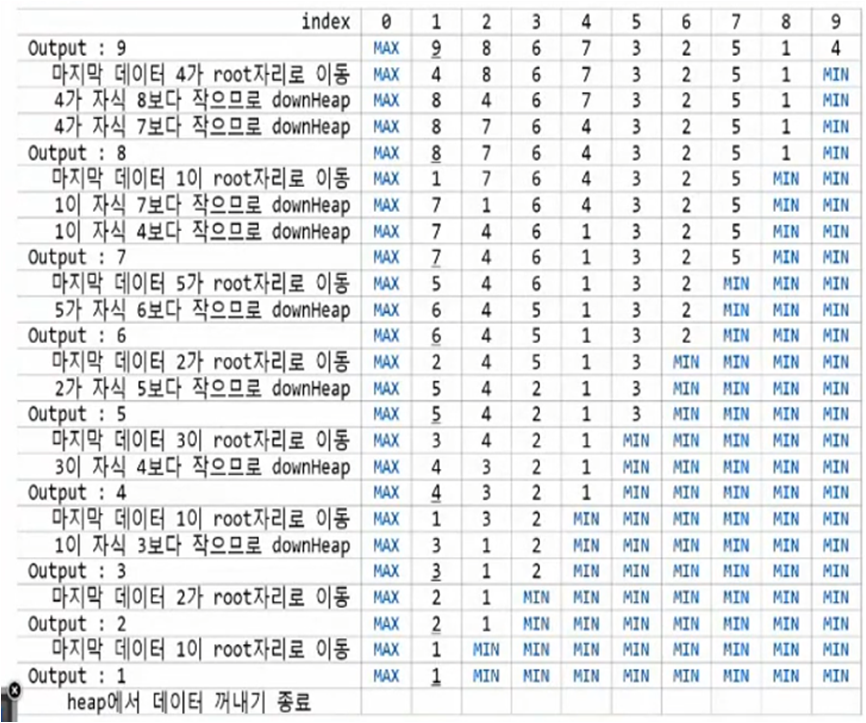 index 0 1 2 3 4 5 6 7 8 9
Output : 9 MAX 9 8 6 7 3 2 5 1 4
마지막 데이터 4가 root자리로 이동 MAX 4 8 6 7 3 2 5 1 MIN
4가 자식 8보다 작으므로 downHeap MAX 8 4 6 7 3 2 5 1 MIN
4가 자식 7보다 작으므로 downHeap MAX 8 7 6 4 3 2 5 1 MIN
Output : 8 MAX 8 7 6 4 3 2 5 1 MIN
마지막 데이터 1이 root자리로 이동 MAX 1 7 6 4 3 2 5 MIN MIN
1이 자식 7보다 작으므로 downHeap MAX 7 1 6 4 3 2 5 MIN MIN
1이 자식 4보다 작으므로 downHeap MAX 7 4 6 1 3 2 5 MIN MIN
Output : 7 MAX 7 4 6 1 3 2 5 MIN MIN
마지막 데이터 5가 root자리로 이동 MAX 5 4 6 1 3 2 MIN MIN MIN
5가 자식 6보다 작으므로 downHeap MAX 6 4 5 1 3 2 MIN MIN MIN
Output : 6 MAX 6 4 5 1 3 2 MIN MIN MIN
마지막 데이터 2가 root자리로 이동 MAX 2 4 5 1 3 MIN MIN MIN MIN
2가 자식 5보다 작으므로 downHeap MAX 5 4 2 1 3 MIN MIN MIN MIN
Output : 5 MAX 5 4 2 1 3 MIN MIN MIN MIN
마지막 데이터 3이 root자리로 이동 MAX 3 4 2 1 MIN MIN MIN MIN MIN
3이 자식 4보다 작으므로 downHeap MAX 4 3 2 1 MIN MIN MIN MIN MIN
Output : 4 MAX 4 3 2 1 MIN MIN MIN MIN MIN
마지막 데이터 1이 root자리로 이동 MAX 1 3 2 MIN MIN MIN MIN MIN MIN
1이 자식 3보다 작으므로 downHeap MAX 3 1 2 MIN MIN MIN MIN MIN MIN
Output : 3 MAX 3 1 2 MIN MIN MIN MIN MIN MIN
마지막 데이터 2가 root자리로 이동 MAX 2 1 MIN MIN MIN MIN MIN MIN MIN
Output : 2 MAX 2 1 MIN MIN MIN MIN MIN MIN MIN
마지막 데이터 1이 root자리로 이동 MAX 1 MIN MIN MIN MIN MIN MIN MIN MIN
Output : 1 MAX 1 MIN MIN MIN MIN MIN MIN MIN MIN
heap에서 데이터 꺼내기 종료